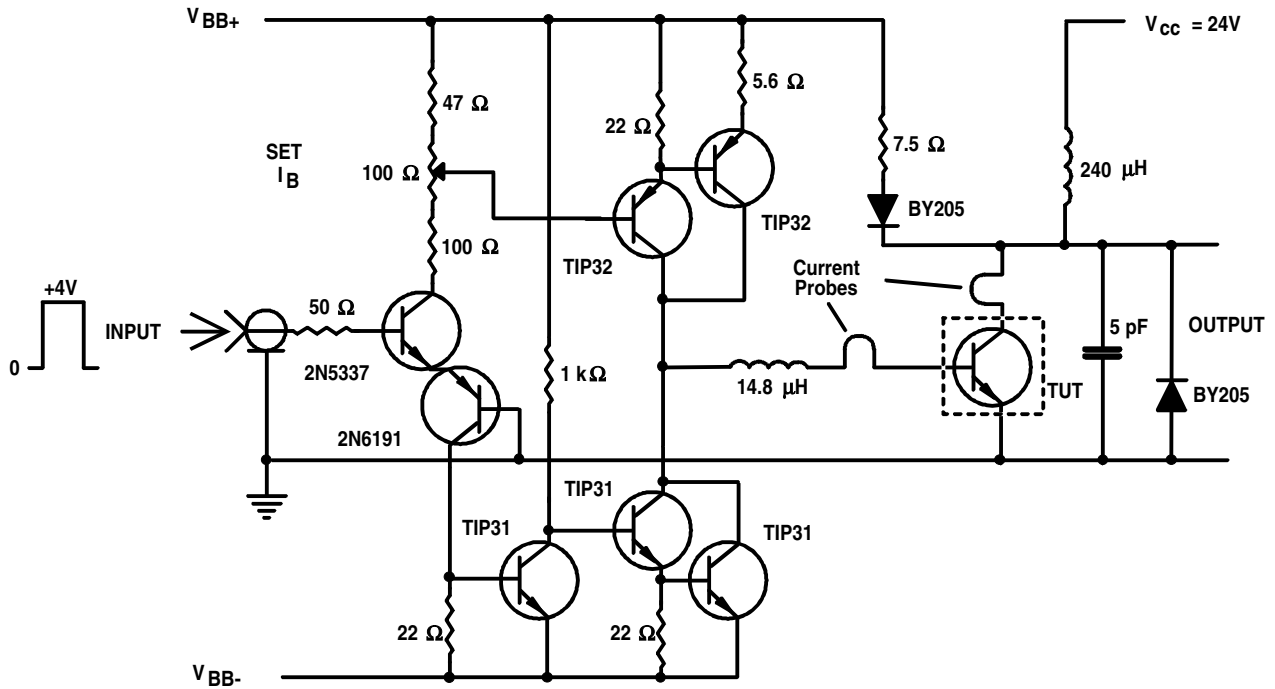 V BB+
V CC = 24V
47 Ω
5.6 Ω
22 Ω
7.5 Ω
SET
I B
100 Ω
240 µH
BY205
100 Ω
TIP32
TIP32
Current
Probes
+4V
50 Ω
5 pF
INPUT
OUTPUT
0
2N5337
1 kΩ
14.8 µH
TUT
BY205
2N6191
TIP31
TIP31
TIP31
22 Ω
22 Ω
V BB-